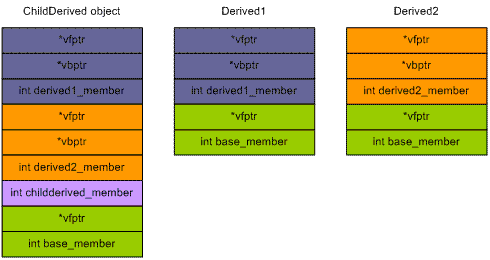 ChildDerived object
*vfptr
*vbptr
int derived1_member
*vfptr
*vbptr
int derived2_member
int childderived_member
*vfptr
int base_member
Derived1
*vfptr
*vbptr
int derived1_member
*vfptr
int base_member
Derived2
*vfptr
*vbptr
int derived2_member
*vfptr
int base_member